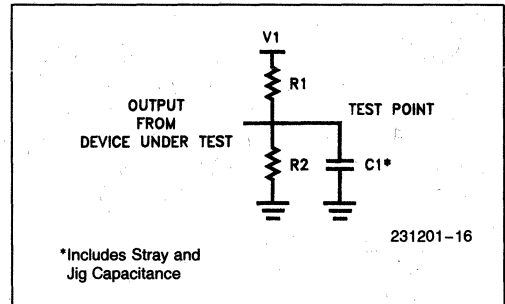 V1
R1
OUTPUT
FROM
DEVICE UNDER TEST
TEST POINT
R2
C1*
231201–16
*Includes Stray and
Jig Capacitance